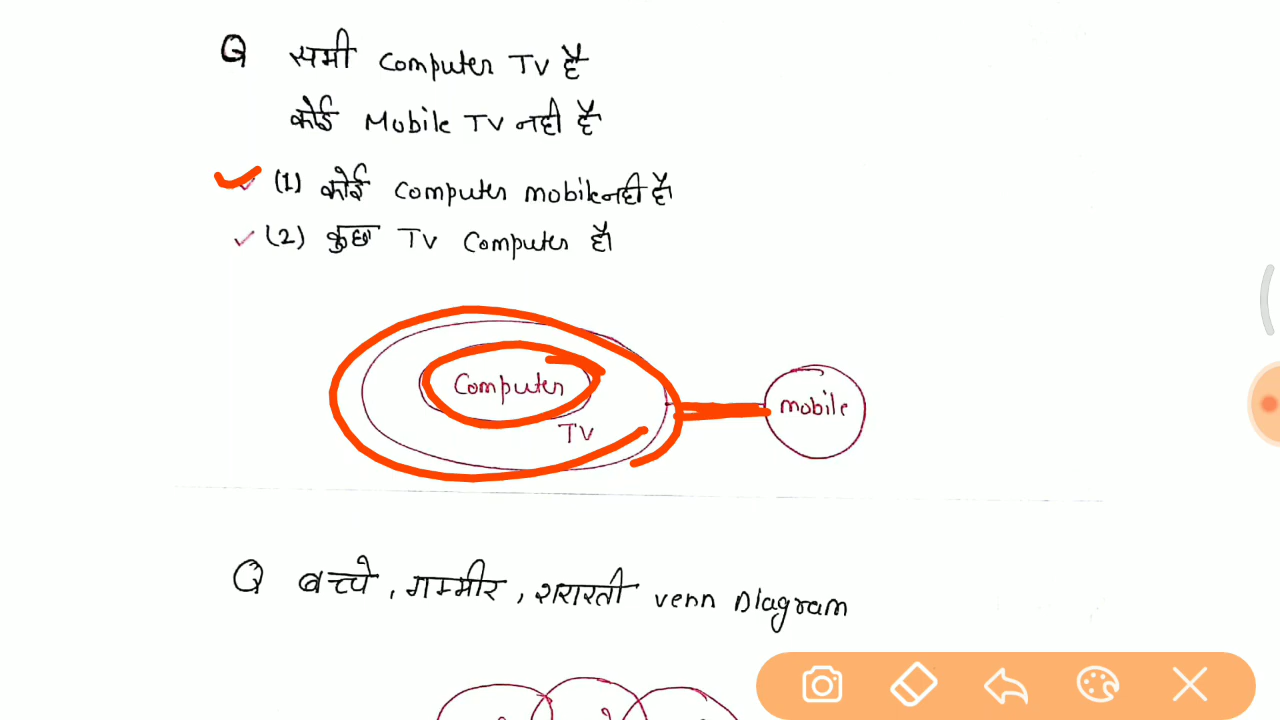 Q सभी Computer TV है
कोई Mobile TV नही है
(1) कोई Computer mobile नही है।
(2) कुछ TV Computer है।
Computer
TV
mobile
Q बच्चे, गम्भीर, शरारती venn Diagram